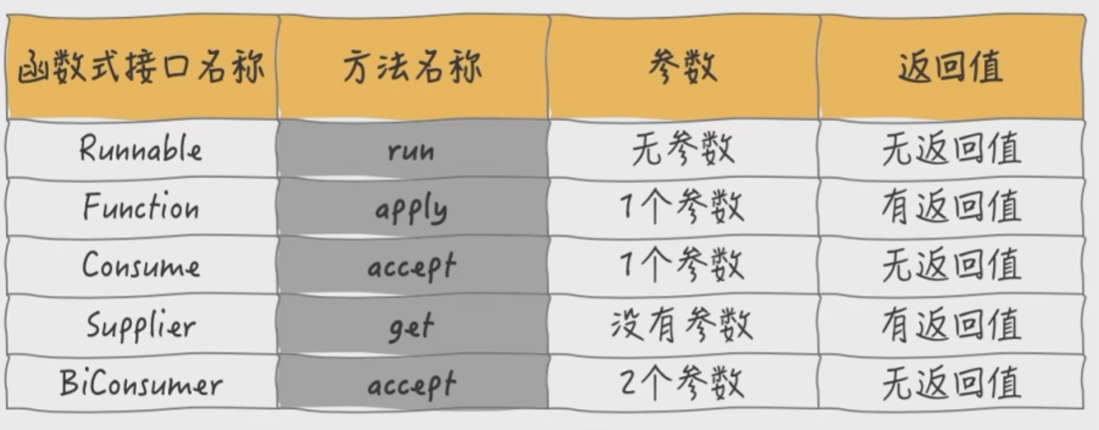 函数式接口名称 方法名称 参数 返回值
Runnable run 无参数 无返回值
Function apply 1个参数 有返回值
Consume accept 1个参数 无返回值
Supplier get 没有参数 有返回值
BiConsumer accept 2个参数 无返回值